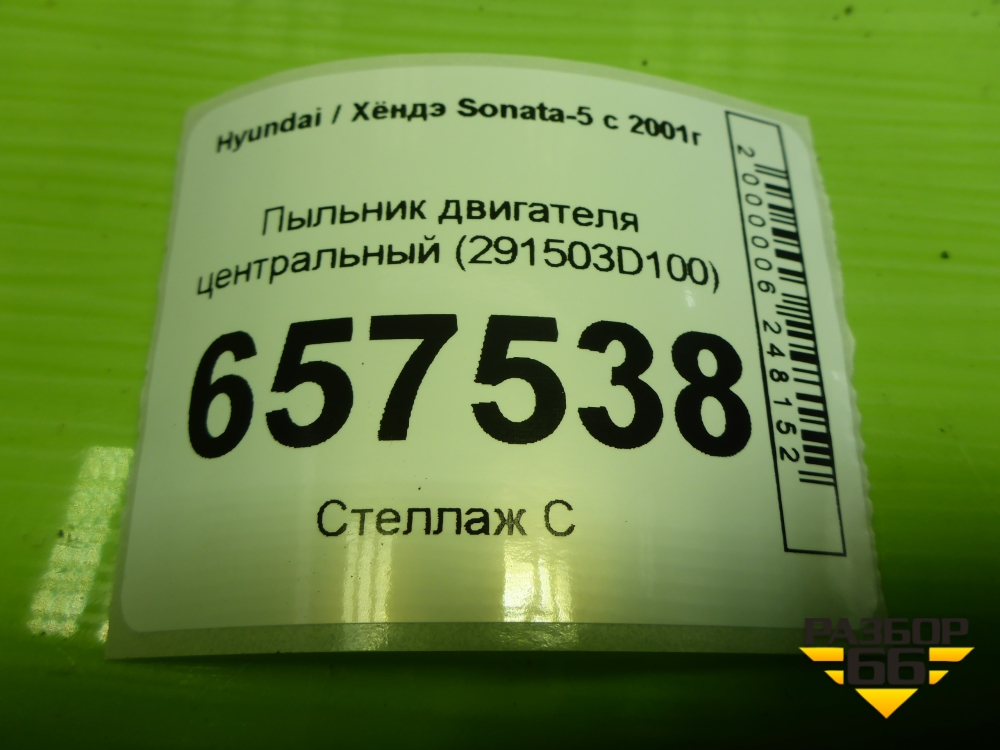 Hyundai / Хёндэ Sonata-5 с 2001г
Пыльник двигателя
центральный (291503D100)
657538
Стеллаж С
2000006248152
РАЗБОР
66